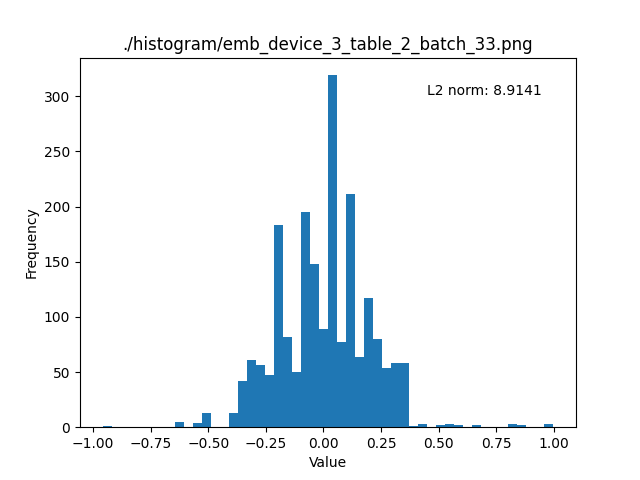 ./histogram/emb_device_3_table_2_batch_33.png
L2 norm: 8.9141
300
250
200
150
100
50
0
Frequency
−1.00 −0.75 −0.50 −0.25 0.00 0.25 0.50 0.75 1.00
Value